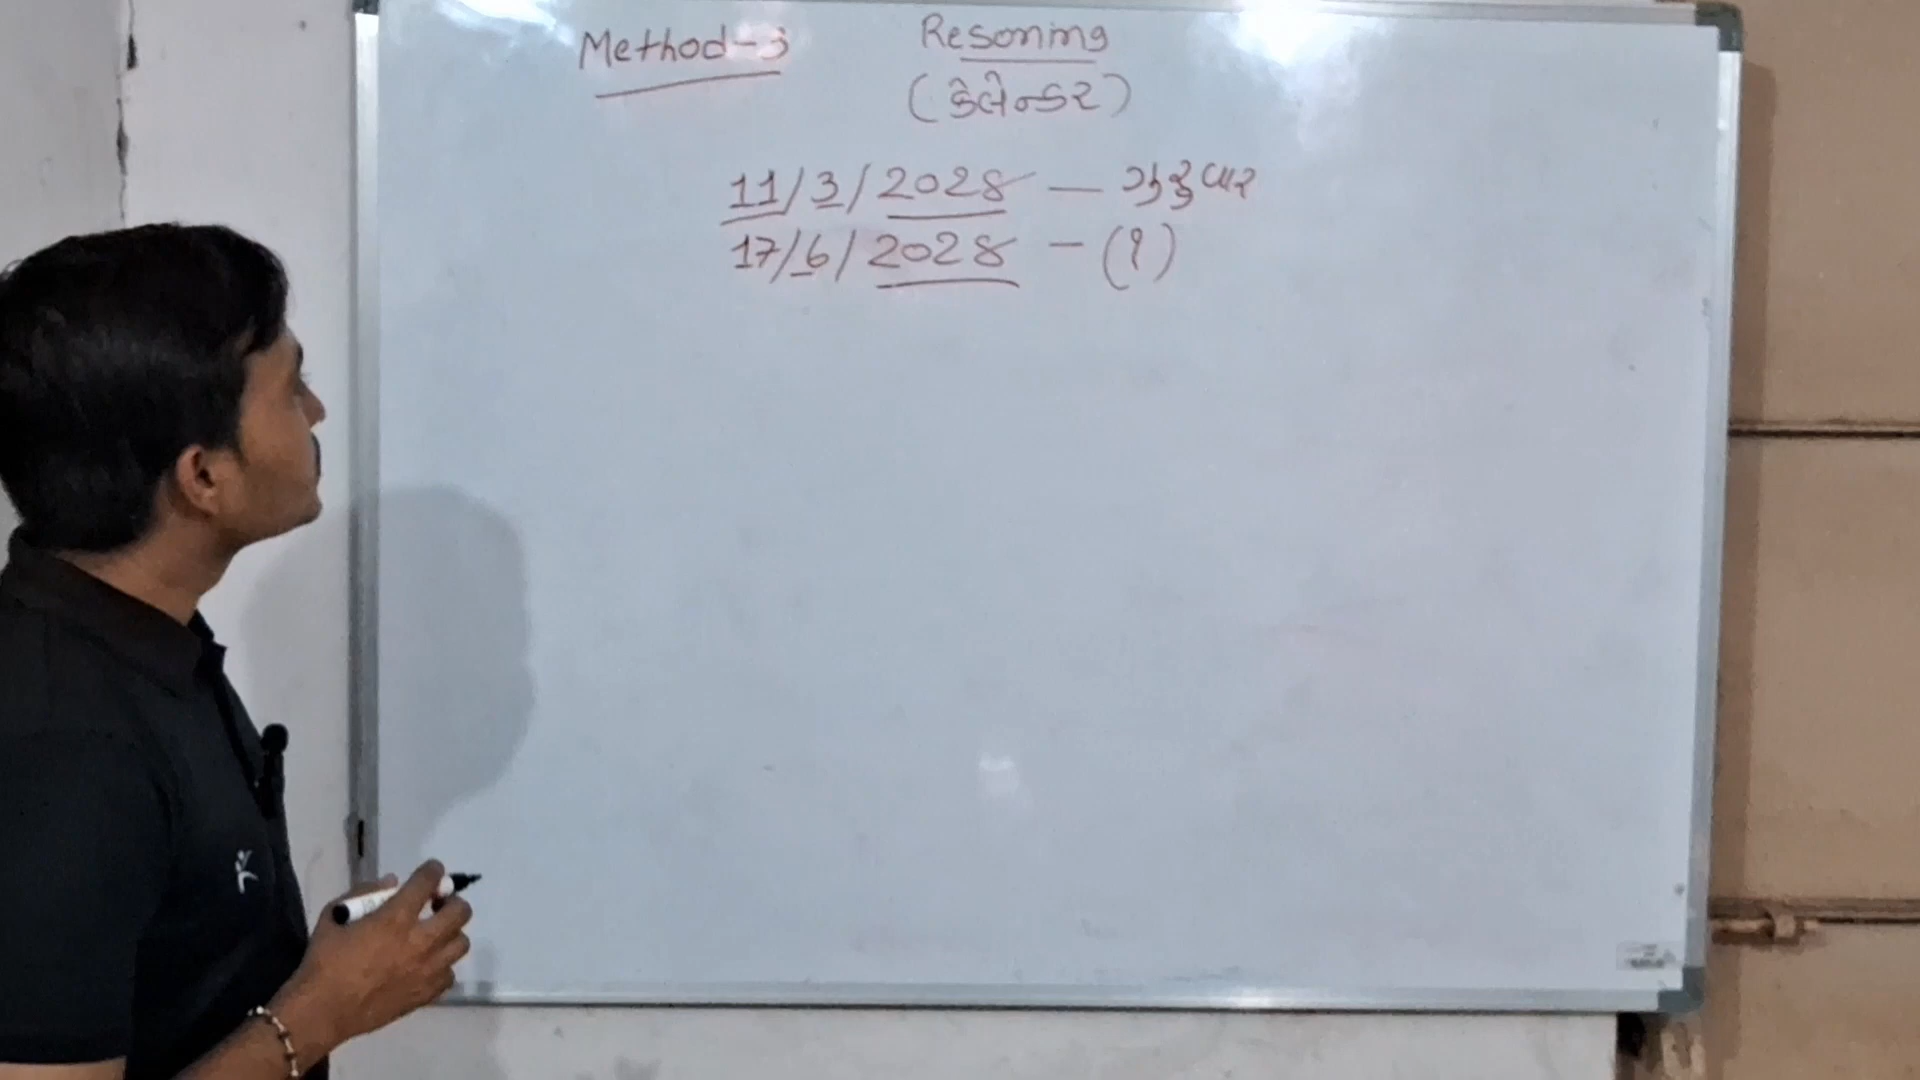 Method-3
Resoning
(કેલેન્ડર)
11/3/2028 — ગુરુવાર
17/6/2028 - (?)